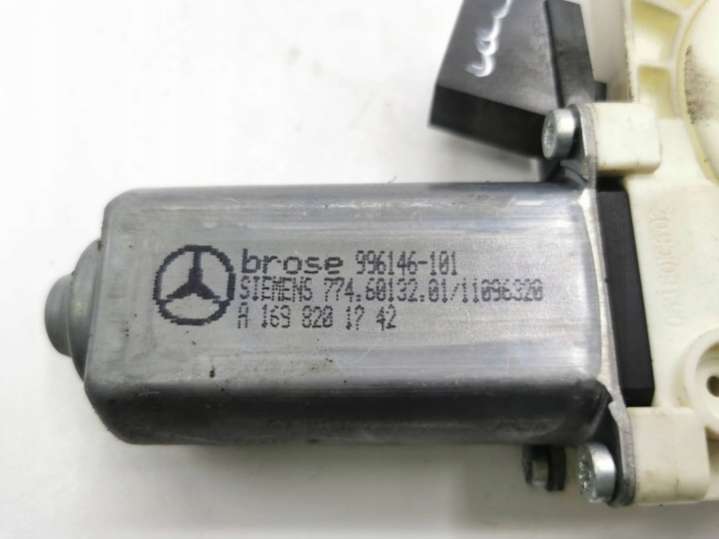 brose 996146-101
SIEMENS 774.60132.01/11096320
A 169 820 17 42